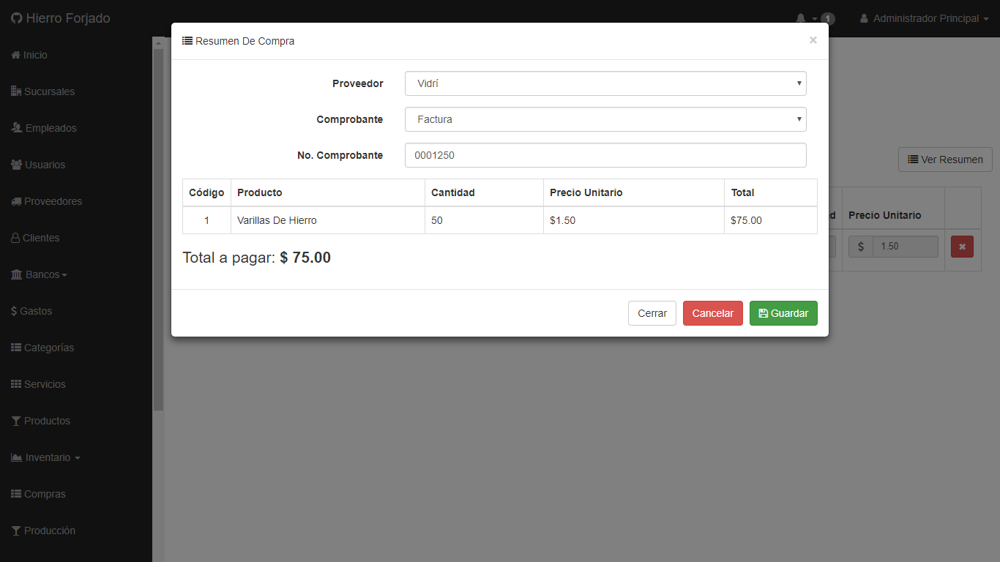 Hierro Forjado
1
Administrador Principal
Inicio
Sucursales
Empleados
Usuarios
Proveedores
Clientes
Bancos
$ Gastos
Categorías
Servicios
Productos
Inventario
Compras
Producción
Resumen De Compra
×
Proveedor Vidrí
Comprobante Factura
No. Comprobante 0001250
Código Producto Cantidad Precio Unitario Total
1 Varillas De Hierro 50 $1.50 $75.00
Total a pagar: $ 75.00
Cerrar Cancelar Guardar
Ver Resumen
d Precio Unitario
$ 1.50